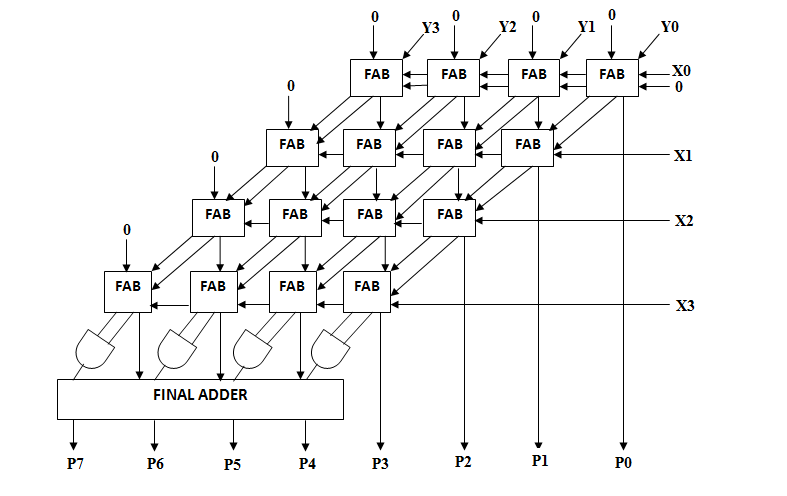 0 Y3 0 Y2 0 Y1 0 Y0
FAB FAB FAB FAB X0
0
0
FAB FAB FAB FAB X1
0
FAB FAB FAB FAB X2
0
FAB FAB FAB FAB X3
FINAL ADDER
P7 P6 P5 P4 P3 P2 P1 P0